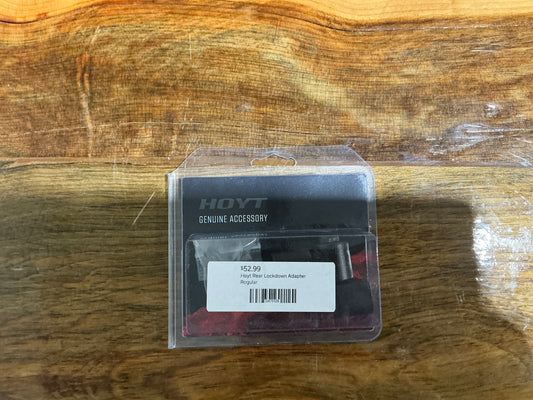 HOYT
GENUINE ACCESSORY
$52.99
Hoyt Rear Lockdown Adapter
Regular